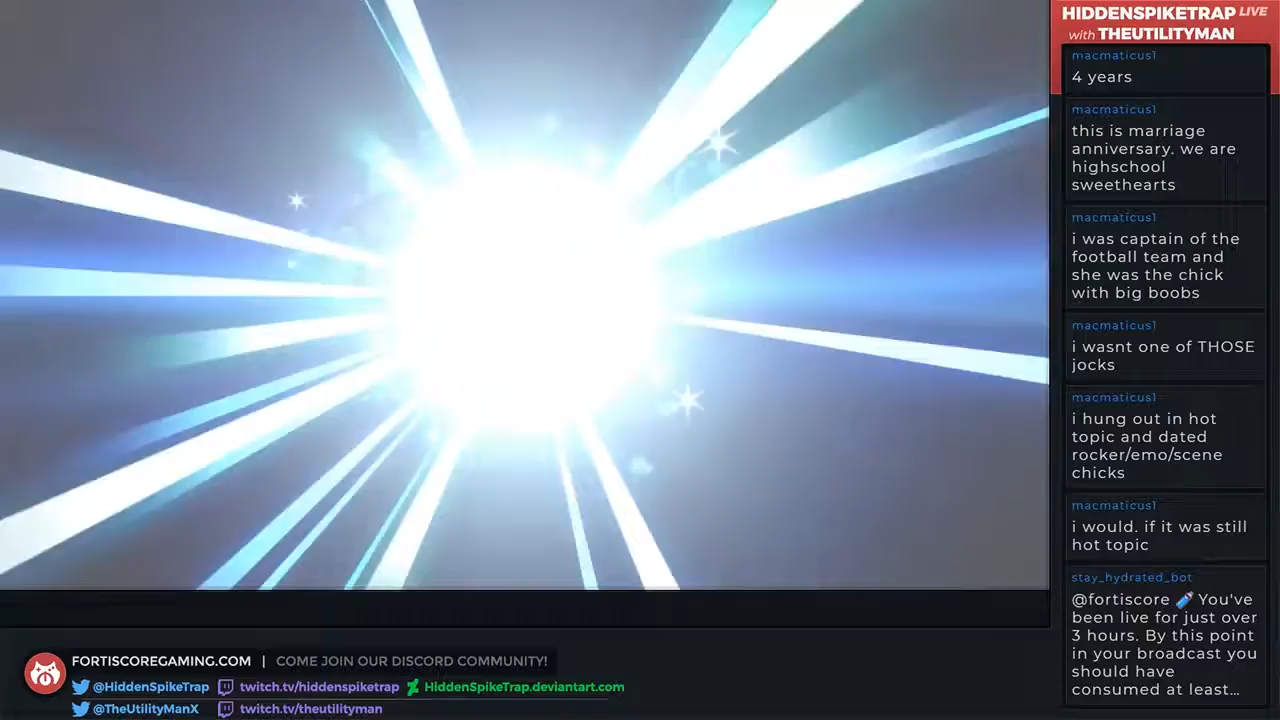 HIDDENSPIKETRAP LIVE
with THEUTILITYMAN
macmaticus1
4 years
macmaticus1
this is marriage
anniversary. we are
highschool
sweethearts
macmaticus1
i was captain of the
football team and
she was the chick
with big boobs
macmaticus1
i wasnt one of THOSE
jocks
macmaticus1
i hung out in hot
topic and dated
rocker/emo/scene
chicks
macmaticus1
i would. if it was still
hot topic
stay_hydrated_bot
@fortiscore You've
been live for just over
3 hours. By this point
in your broadcast you
should have
consumed at least...
FORTISCOREGAMING.COM | COME JOIN OUR DISCORD COMMUNITY!
@HiddenSpikeTrap twitch.tv/hiddenspiketrap HiddenSpikeTrap.deviantart.com
@TheUtilityManX twitch.tv/theutilityman